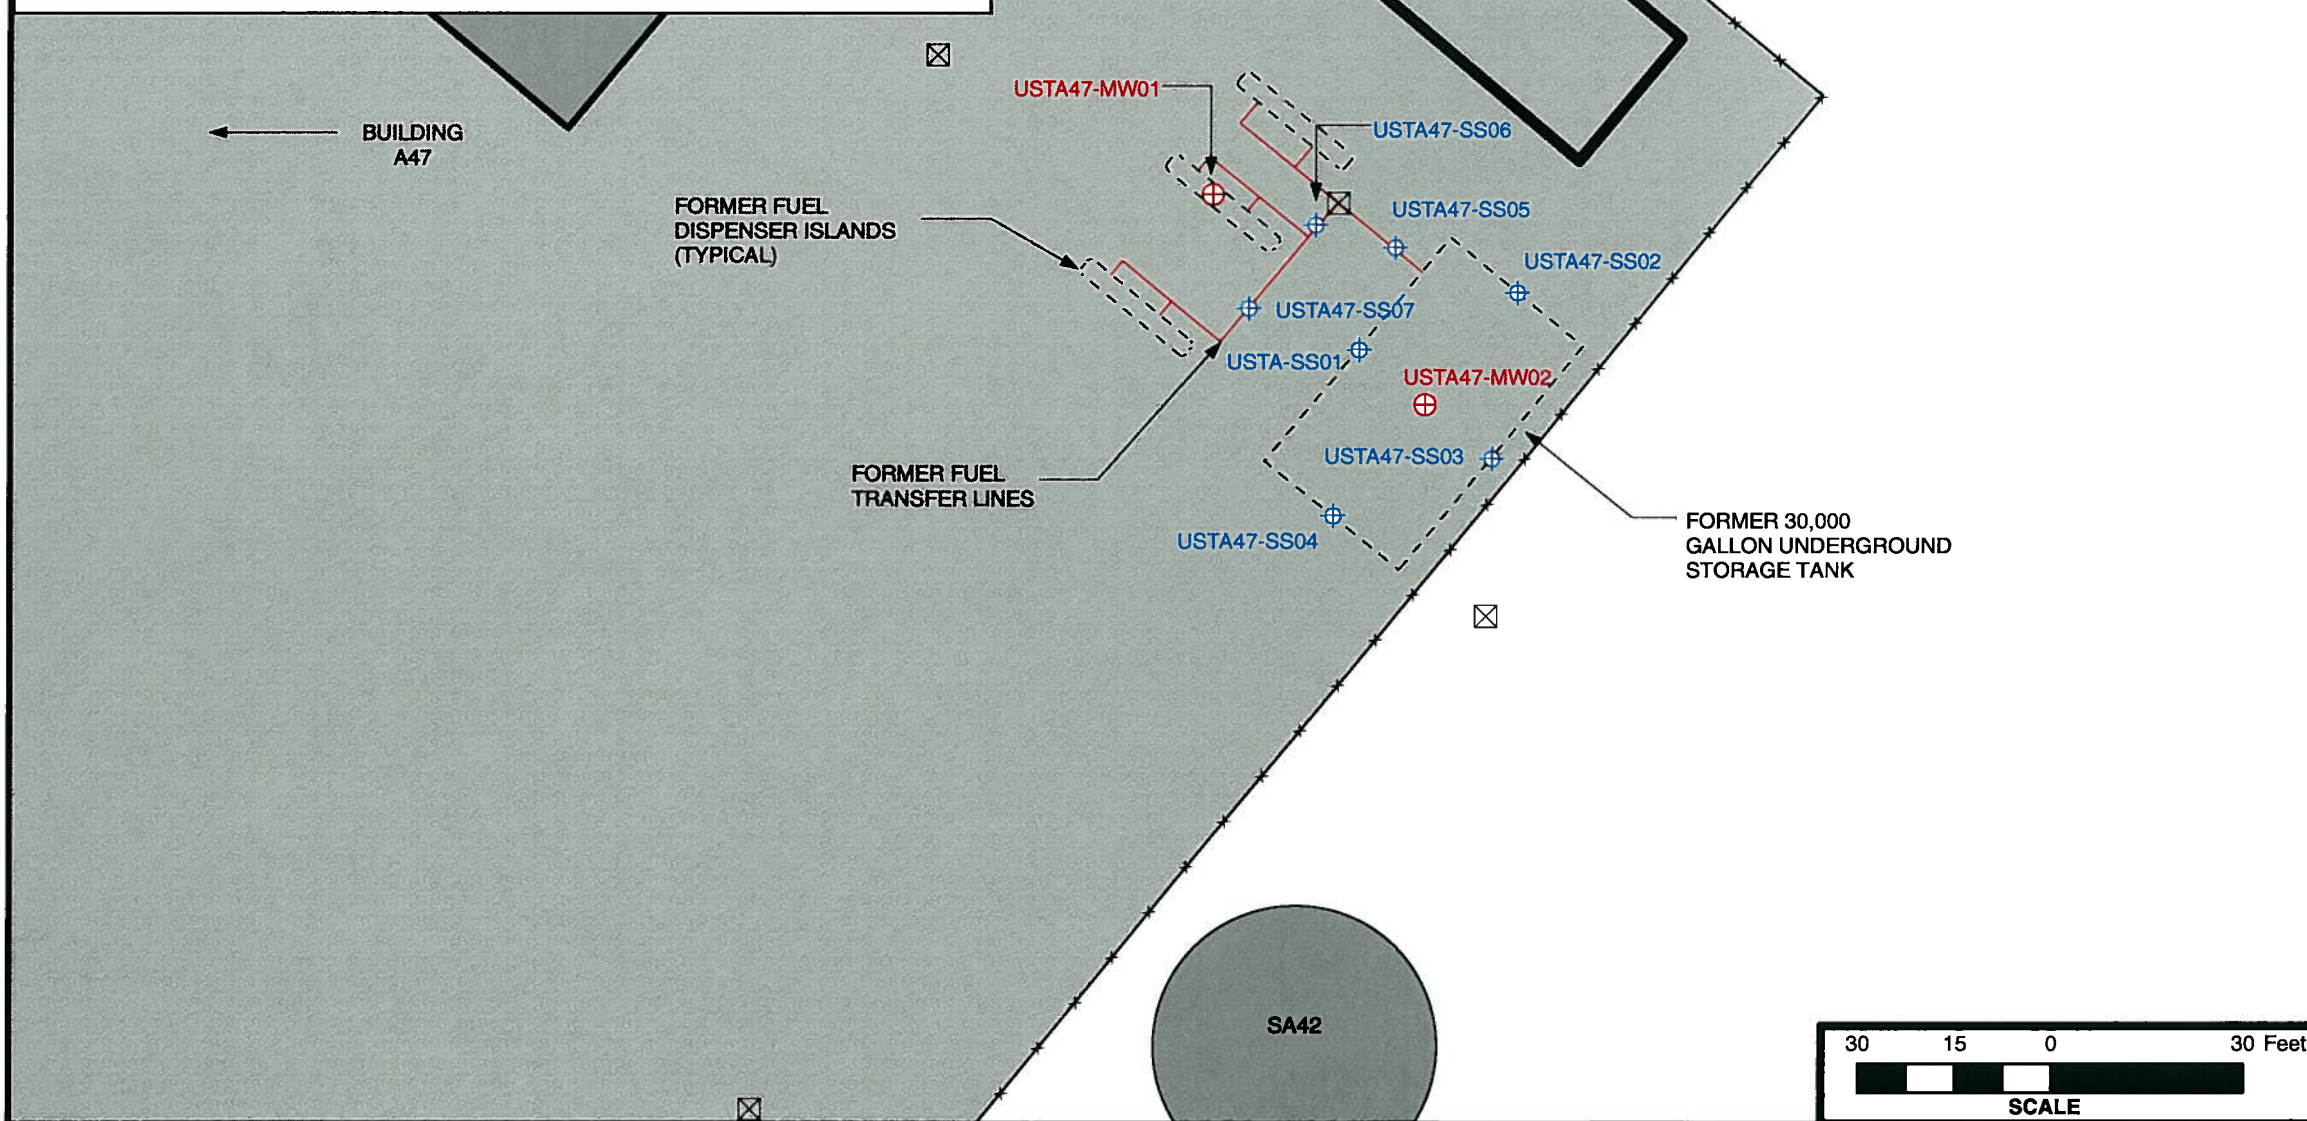 USTA47-MW01
USTA47-SS06
BUILDING
A47
FORMER FUEL
DISPENSER ISLANDS
(TYPICAL)
USTA47-SS05
USTA47-SS02
USTA47-SS07
USTA-SS01
USTA47-MW02
USTA47-SS03
FORMER FUEL
TRANSFER LINES
USTA47-SS04
FORMER 30,000
GALLON UNDERGROUND
STORAGE TANK
SA42
30 15 0 30 Feet
SCALE